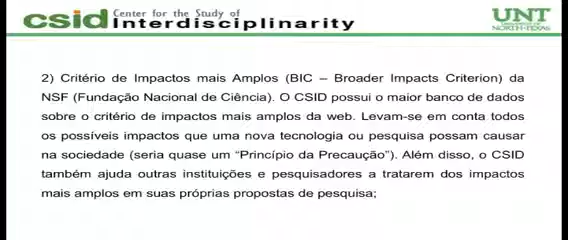 csid Center for the Study of
Interdisciplinarity
UNT
UNIVERSITY OF
NORTH TEXAS
2) Critério de Impactos mais Amplos (BIC – Broader Impacts Criterion) da
NSF (Fundação Nacional de Ciência). O CSID possui o maior banco de dados
sobre o critério de impactos mais amplos da web. Levam-se em conta todos
os possíveis impactos que uma nova tecnologia ou pesquisa possam causar
na sociedade (seria quase um “Princípio da Precaução”). Além disso, o CSID
também ajuda outras instituições e pesquisadores a tratarem dos impactos
mais amplos em suas próprias propostas de pesquisa;